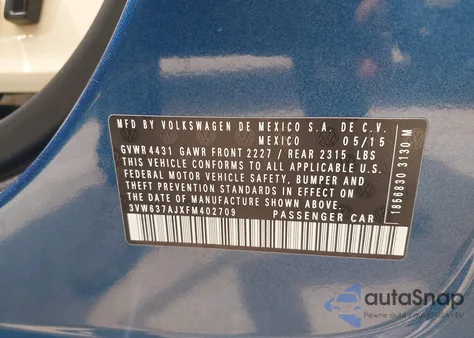 MFD BY VOLKSWAGEN DE MEXICO S.A. DE C.V.
MEXICO 05/15
GVWR 4431 GAWR FRONT 2227 / REAR 2315 LBS
THIS VEHICLE CONFORMS TO ALL APPLICABLE U.S.
FEDERAL MOTOR VEHICLE SAFETY, BUMPER AND
THEFT PREVENTION STANDARDS IN EFFECT ON
THE DATE OF MANUFACTURE SHOWN ABOVE
3VW637AJXFM402709 PASSENGER CAR
1856830 3130 M
autoSnap
Pewne auta z